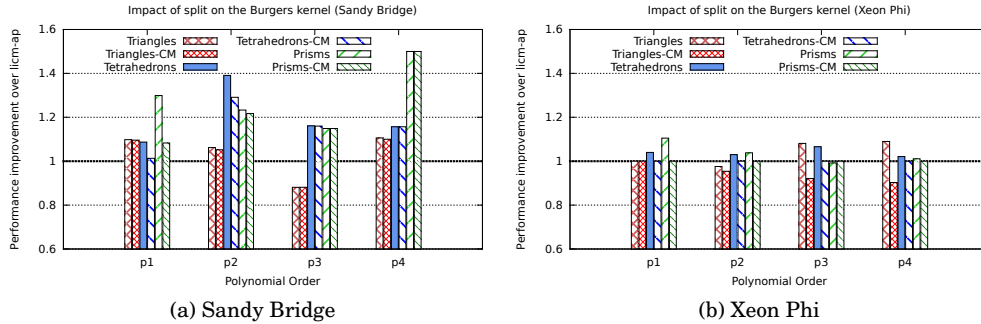 Impact of split on the Burgers kernel (Sandy Bridge)
Performance improvement over licm-ap
1.6
1.4
1.2
1
0.8
0.6
Triangles
Triangles-CM
Tetrahedrons
Tetrahedrons-CM
Prisms
Prisms-CM
p1 p2 p3 p4
Polynomial Order
(a) Sandy Bridge
Impact of split on the Burgers kernel (Xeon Phi)
Performance improvement over licm-ap
1.6
1.4
1.2
1
0.8
0.6
Triangles
Triangles-CM
Tetrahedrons
Tetrahedrons-CM
Prisms
Prisms-CM
p1 p2 p3 p4
Polynomial Order
(b) Xeon Phi